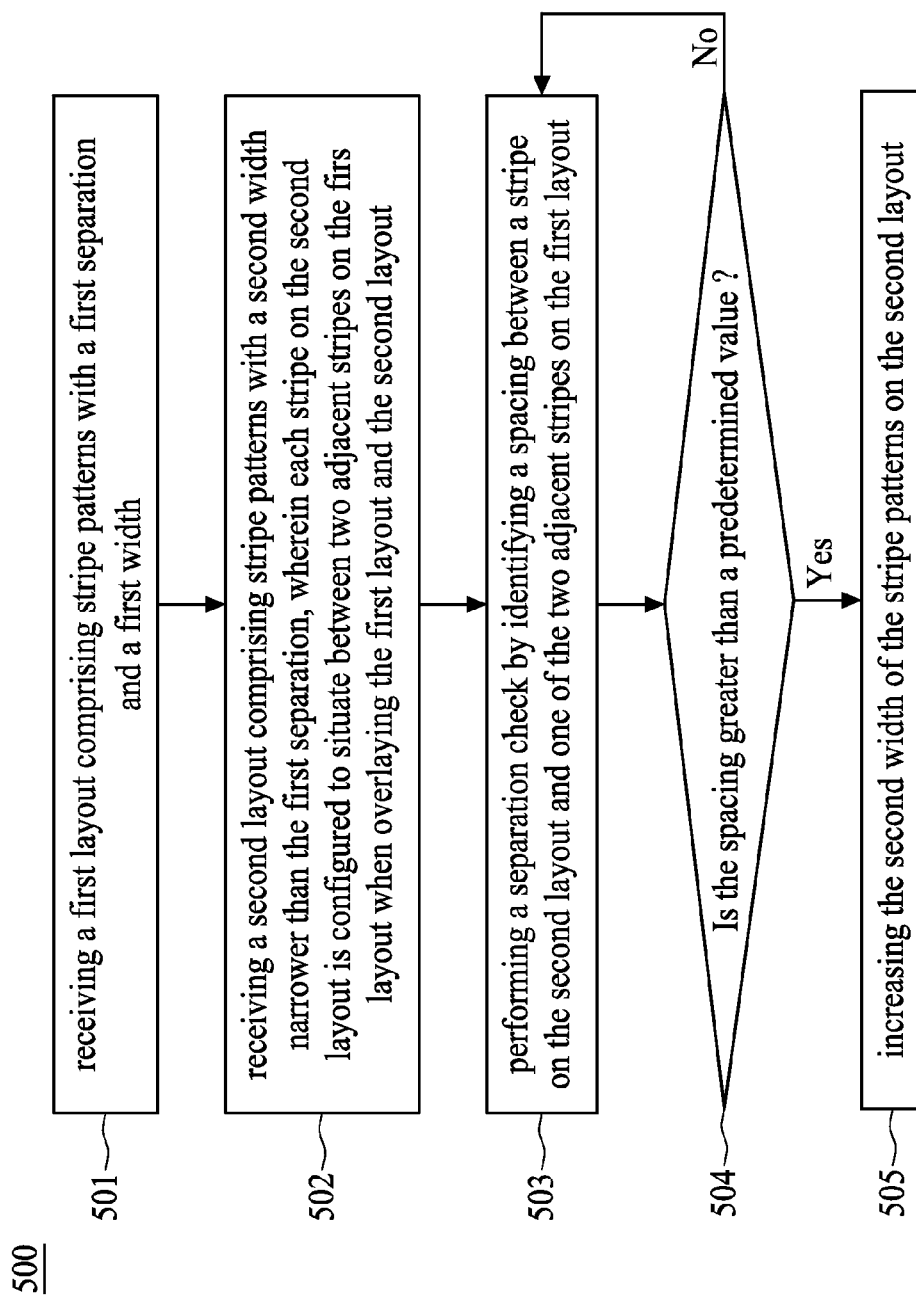 500
501
receiving a first layout comprising stripe patterns with a first separation
and a first width
502
receiving a second layout comprising stripe patterns with a second width
narrower than the first separation, wherein each stripe on the second
layout is configured to situate between two adjacent stripes on the firs
layout when overlaying the first layout and the second layout
503
performing a separation check by identifying a spacing between a stripe
on the second layout and one of the two adjacent stripes on the first layout
504
Is the spacing greater than a predetermined value ?
No
Yes
505
increasing the second width of the stripe patterns on the second layout